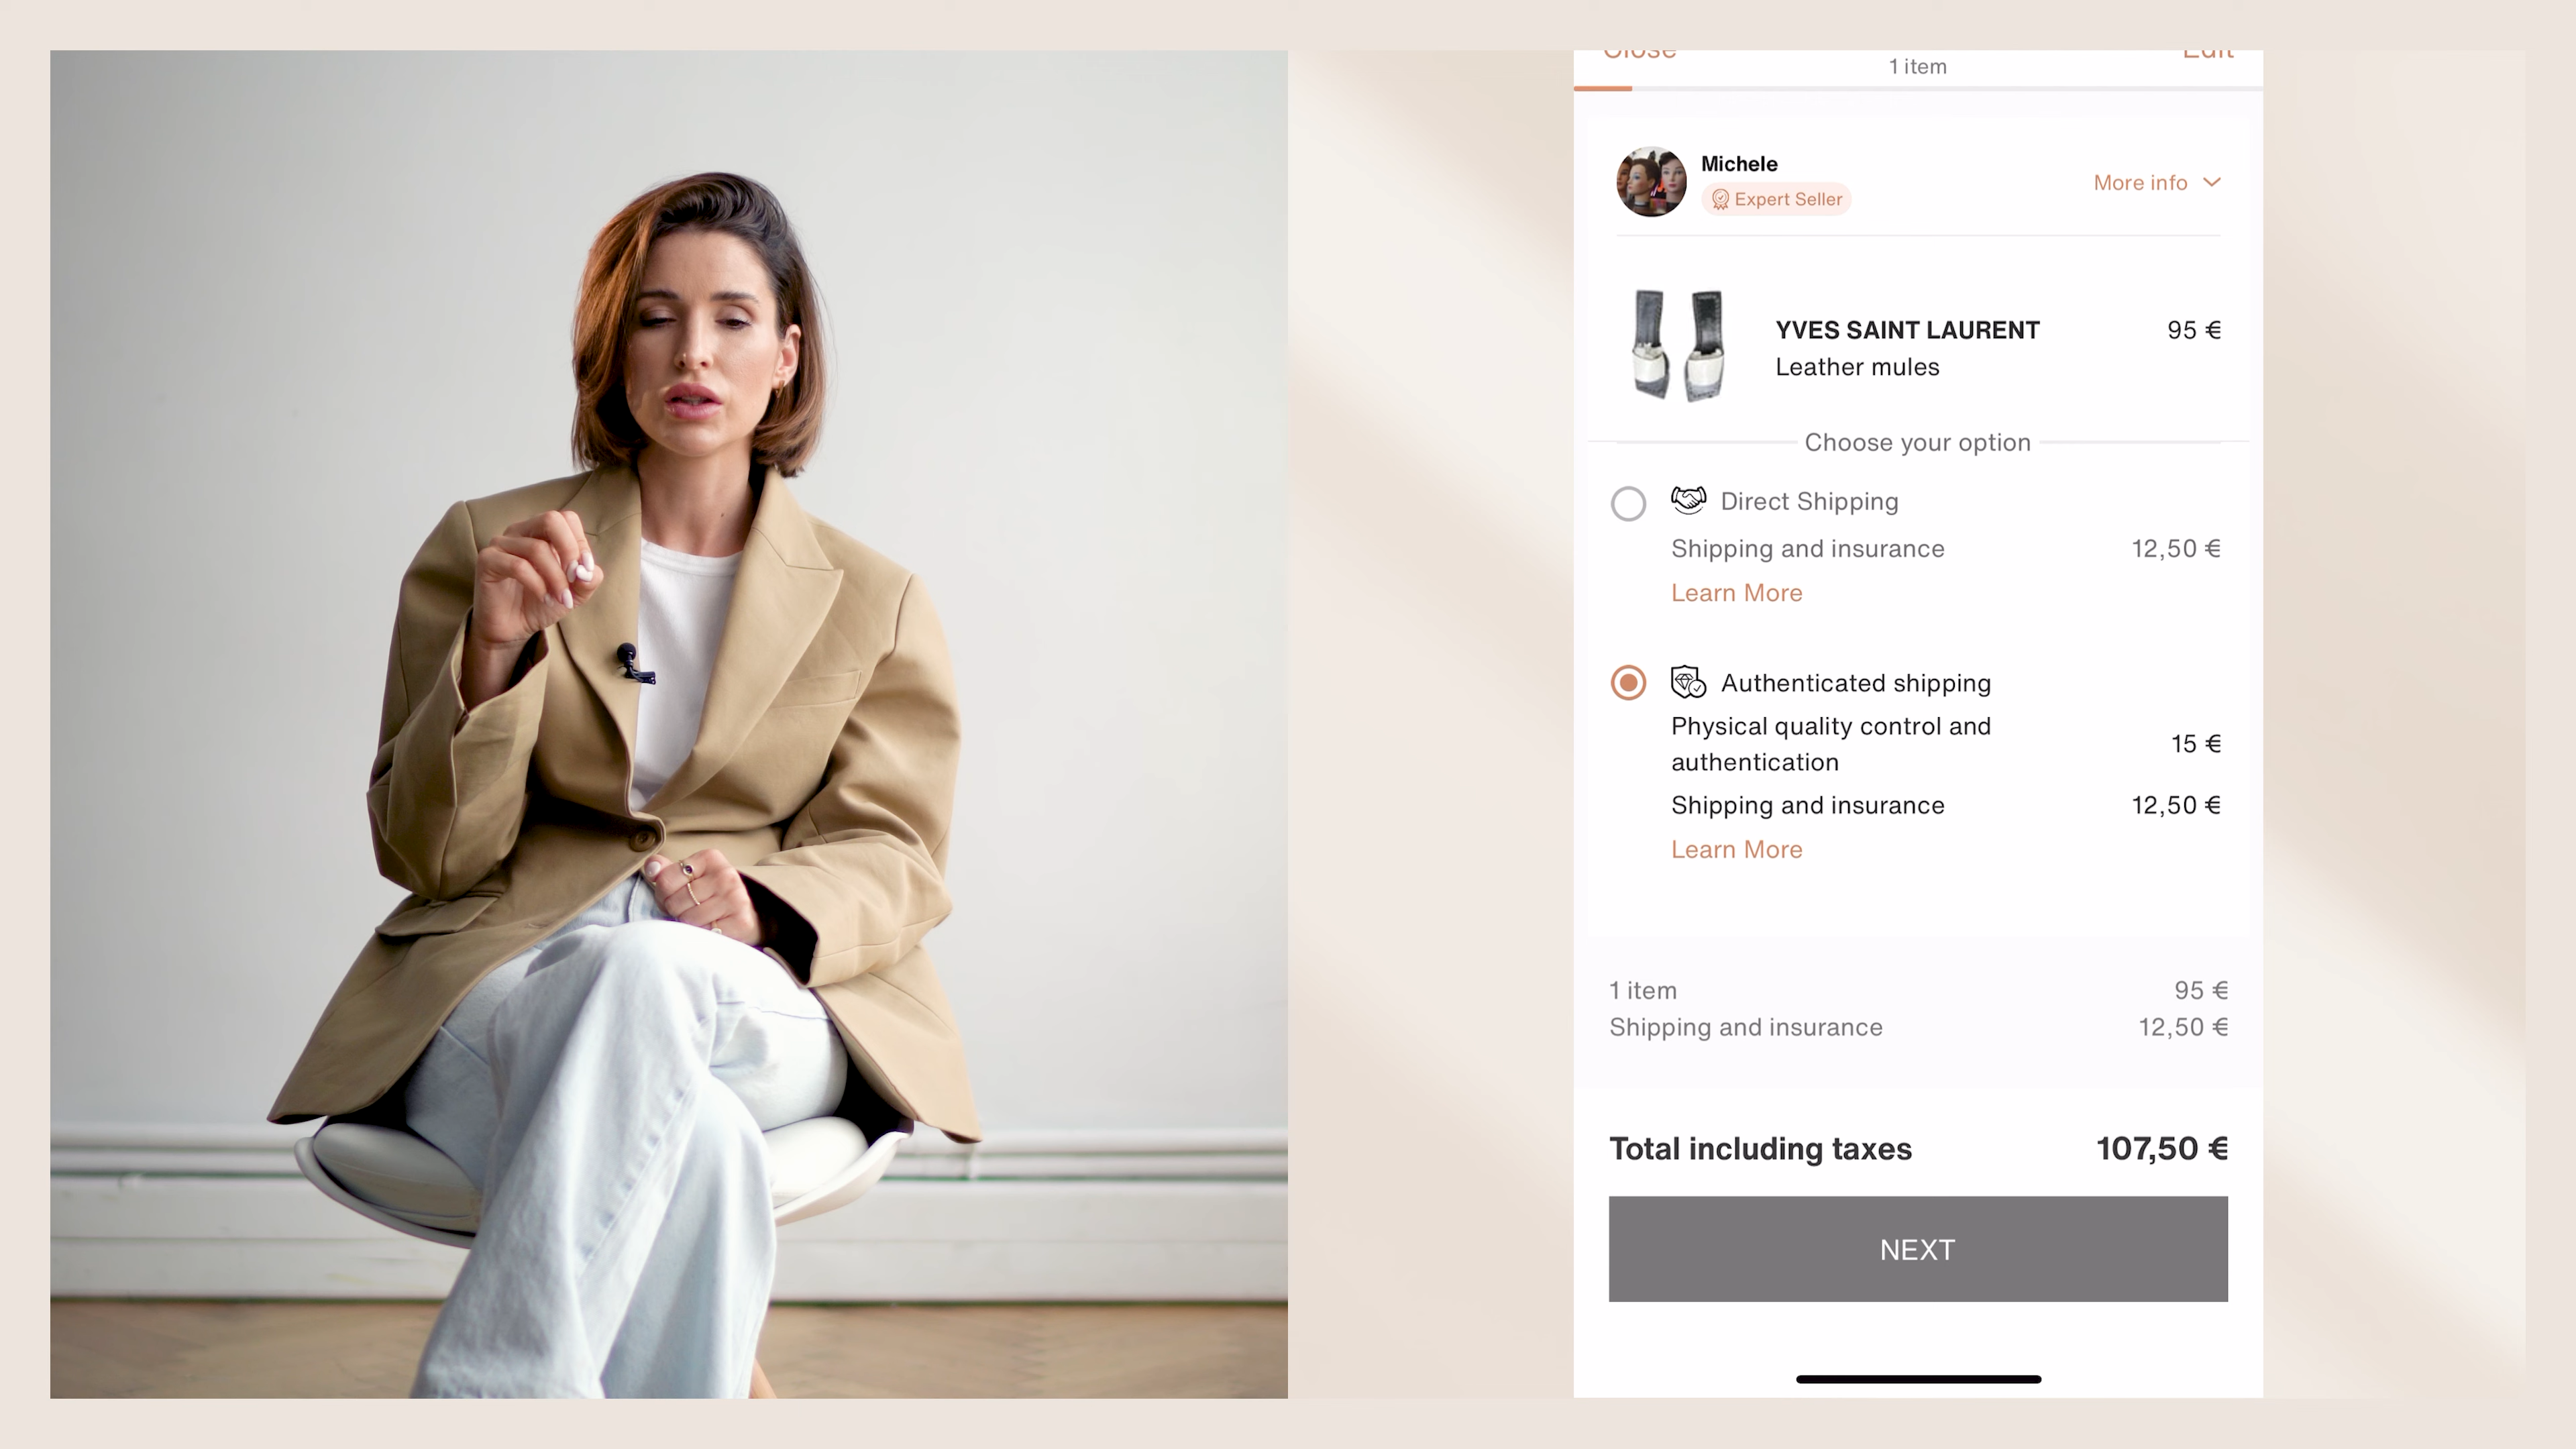 Close
Edit
1 item
Michele
Expert Seller
More info
YVES SAINT LAURENT
95 €
Leather mules
Choose your option
Direct Shipping
Shipping and insurance
12,50 €
Learn More
Authenticated shipping
Physical quality control and
authentication
15 €
Shipping and insurance
12,50 €
Learn More
1 item
95 €
Shipping and insurance
12,50 €
Total including taxes
107,50 €
NEXT